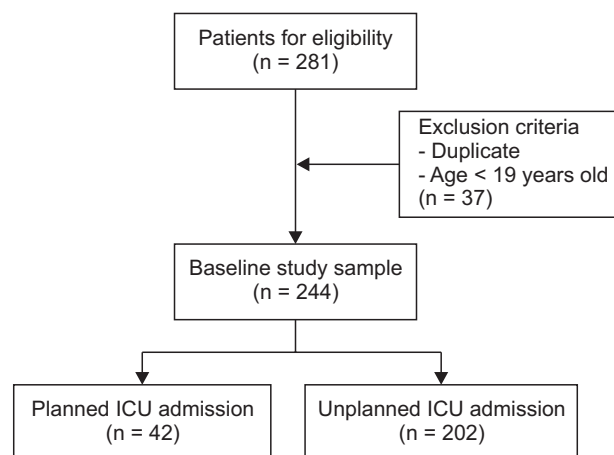 Patients for eligibility
(n = 281)
Exclusion criteria
- Duplicate
- Age < 19 years old
(n = 37)
Baseline study sample
(n = 244)
Planned ICU admission
(n = 42)
Unplanned ICU admission
(n = 202)